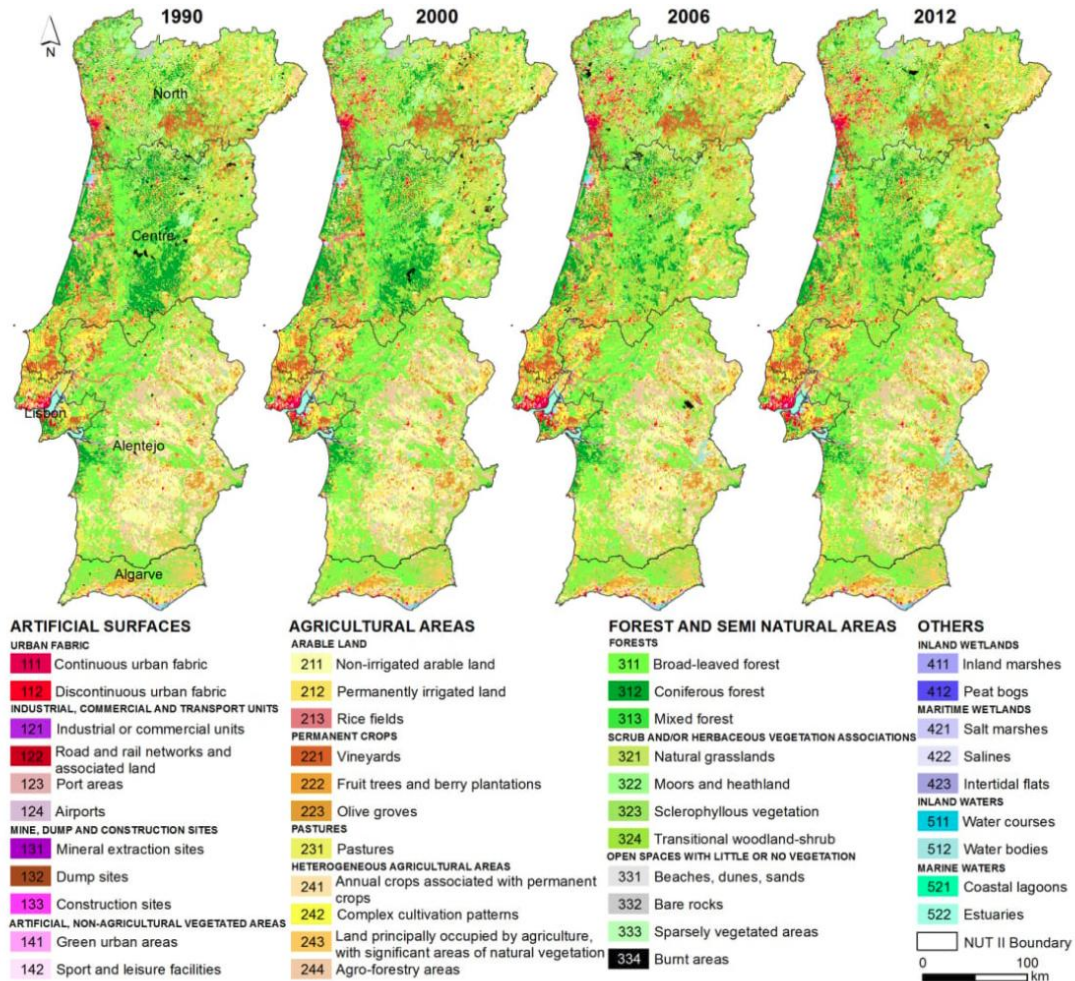 1990 2000 2006 2012
N
North
Centre
Lisbon
Alentejo
Algarve
ARTIFICIAL SURFACES
URBAN FABRIC
111 Continuous urban fabric
112 Discontinuous urban fabric
INDUSTRIAL, COMMERCIAL AND TRANSPORT UNITS
121 Industrial or commercial units
122 Road and rail networks and
associated land
123 Port areas
124 Airports
MINE, DUMP AND CONSTRUCTION SITES
131 Mineral extraction sites
132 Dump sites
133 Construction sites
ARTIFICIAL, NON-AGRICULTURAL VEGETATED AREAS
141 Green urban areas
142 Sport and leisure facilities
AGRICULTURAL AREAS
ARABLE LAND
211 Non-irrigated arable land
212 Permanently irrigated land
213 Rice fields
PERMANENT CROPS
221 Vineyards
222 Fruit trees and berry plantations
223 Olive groves
PASTURES
231 Pastures
HETEROGENEOUS AGRICULTURAL AREAS
241 Annual crops associated with permanent
crops
242 Complex cultivation patterns
243 Land principally occupied by agriculture,
with significant areas of natural vegetation
244 Agro-forestry areas
FOREST AND SEMI NATURAL AREAS
FORESTS
311 Broad-leaved forest
312 Coniferous forest
313 Mixed forest
SCRUB AND/OR HERBACEOUS VEGETATION ASSOCIATIONS
321 Natural grasslands
322 Moors and heathland
323 Sclerophyllous vegetation
324 Transitional woodland-shrub
OPEN SPACES WITH LITTLE OR NO VEGETATION
331 Beaches, dunes, sands
332 Bare rocks
333 Sparsely vegetated areas
334 Burnt areas
OTHERS
INLAND WETLANDS
411 Inland marshes
412 Peat bogs
MARITIME WETLANDS
421 Salt marshes
422 Salines
423 Intertidal flats
INLAND WATERS
511 Water courses
512 Water bodies
MARINE WATERS
521 Coastal lagoons
522 Estuaries
NUT II Boundary
0 100
km